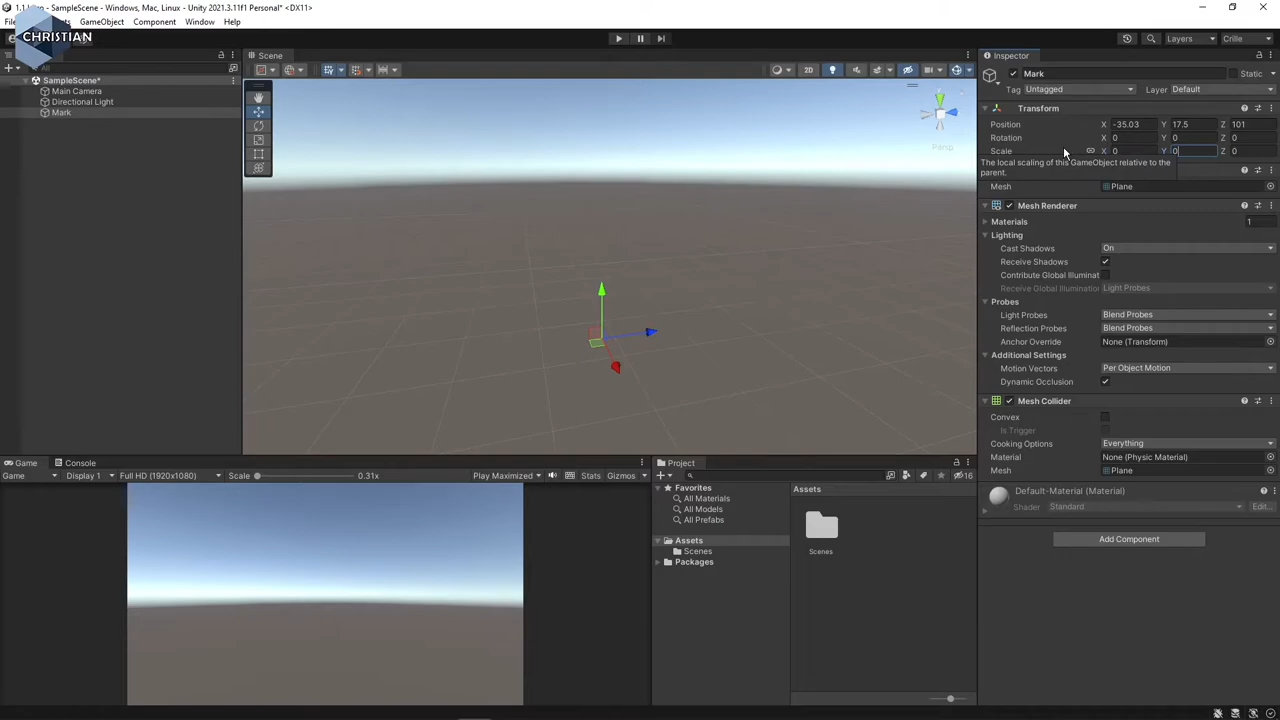 1.1 - SampleScene - Windows, Mac, Linux - Unity 2021.3.11f1 Personal* <DX11>
CHRISTIAN
GameObject Component Window Help
Layers Crille
All
SampleScene*
Main Camera
Directional Light
Mark
Scene
2D
Persp
Inspector
Mark Static
Tag Untagged Layer Default
Transform
Position X -35.03 Y 17.5 Z 101
Rotation X 0 Y 0 Z 0
Scale X 0 Y 0 Z 0
The local scaling of this GameObject relative to the
parent.
Mesh Plane
Mesh Renderer
Materials 1
Lighting
Cast Shadows On
Receive Shadows
Contribute Global Illuminat
Receive Global Illumination Light Probes
Probes
Light Probes Blend Probes
Reflection Probes Blend Probes
Anchor Override None (Transform)
Additional Settings
Motion Vectors Per Object Motion
Dynamic Occlusion
Mesh Collider
Convex
Is Trigger
Cooking Options Everything
Material None (Physic Material)
Mesh Plane
Default-Material (Material)
Shader Standard Edit...
Add Component
Game Console
Game Display 1 Full HD (1920x1080) Scale 0.31x Play Maximized Stats Gizmos
Project
16
Favorites
All Materials
All Models
All Prefabs
Assets
Scenes
Packages
Assets
Scenes